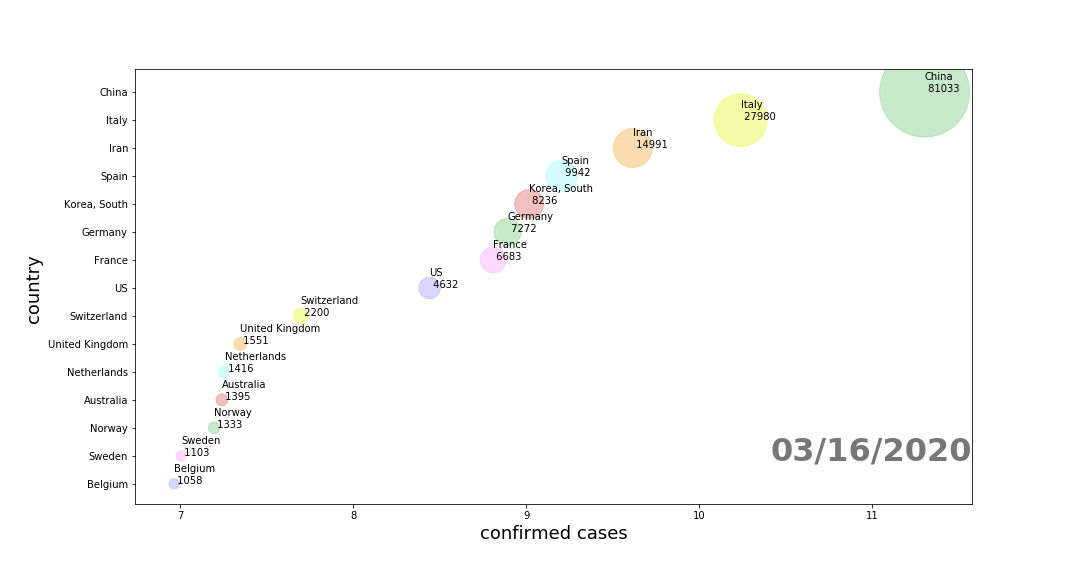 China
Italy
Iran
Spain
Korea, South
Germany
France
US
Switzerland
United Kingdom
Netherlands
Australia
Norway
Sweden
Belgium
country
China
81033
Italy
27980
Iran
14991
Spain
9942
Korea, South
8236
Germany
7272
France
6683
US
4632
Switzerland
2200
United Kingdom
1551
Netherlands
1416
Australia
1395
Norway
1333
Sweden
1103
Belgium
1058
03/16/2020
7 8 9 10 11
confirmed cases